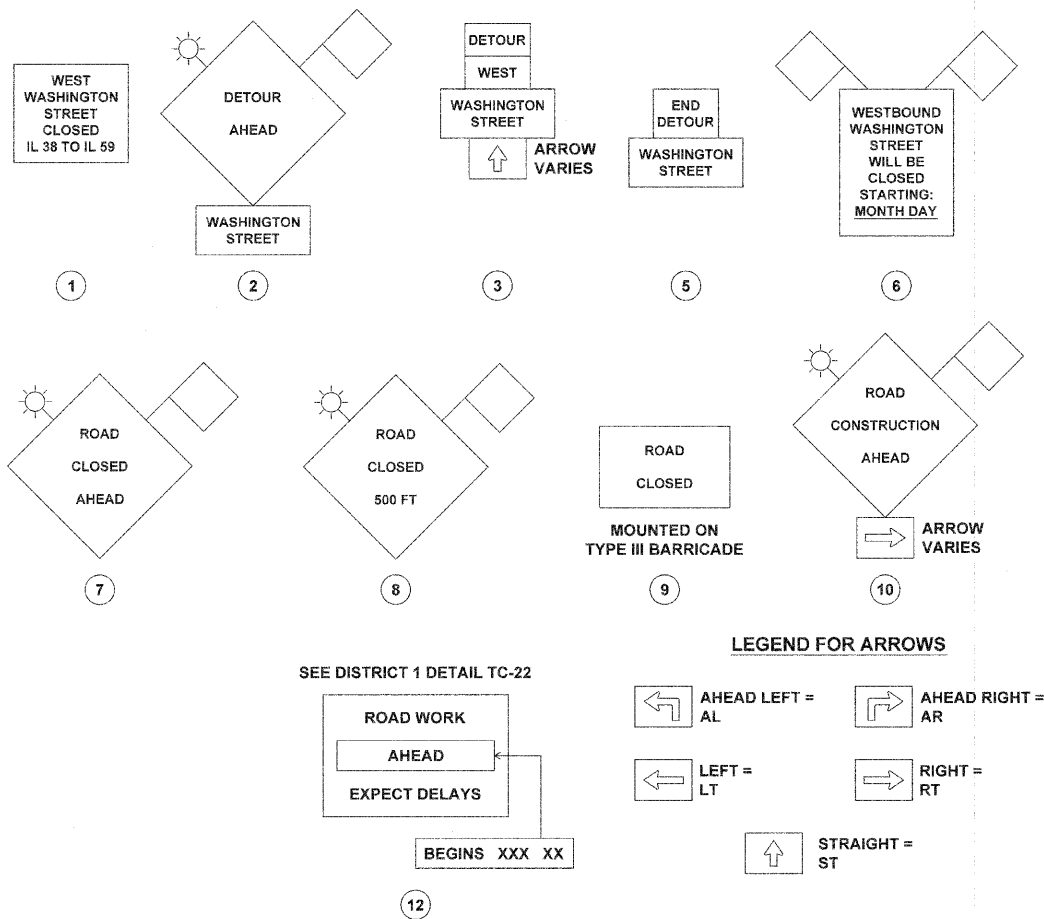 WEST
WASHINGTON
STREET
CLOSED
IL 38 TO IL 59
1
DETOUR
AHEAD
WASHINGTON
STREET
2
DETOUR
WEST
WASHINGTON
STREET
ARROW
VARIES
3
END
DETOUR
WASHINGTON
STREET
5
WESTBOUND
WASHINGTON
STREET
WILL BE
CLOSED
STARTING:
MONTH DAY
6
ROAD
CLOSED
AHEAD
7
ROAD
CLOSED
500 FT
8
ROAD
CLOSED
MOUNTED ON
TYPE III BARRICADE
9
ROAD
CONSTRUCTION
AHEAD
ARROW
VARIES
10
SEE DISTRICT 1 DETAIL TC-22
ROAD WORK
AHEAD
EXPECT DELAYS
BEGINS XXX XX
12
LEGEND FOR ARROWS
AHEAD LEFT =
AL
AHEAD RIGHT =
AR
LEFT =
LT
RIGHT =
RT
STRAIGHT =
ST